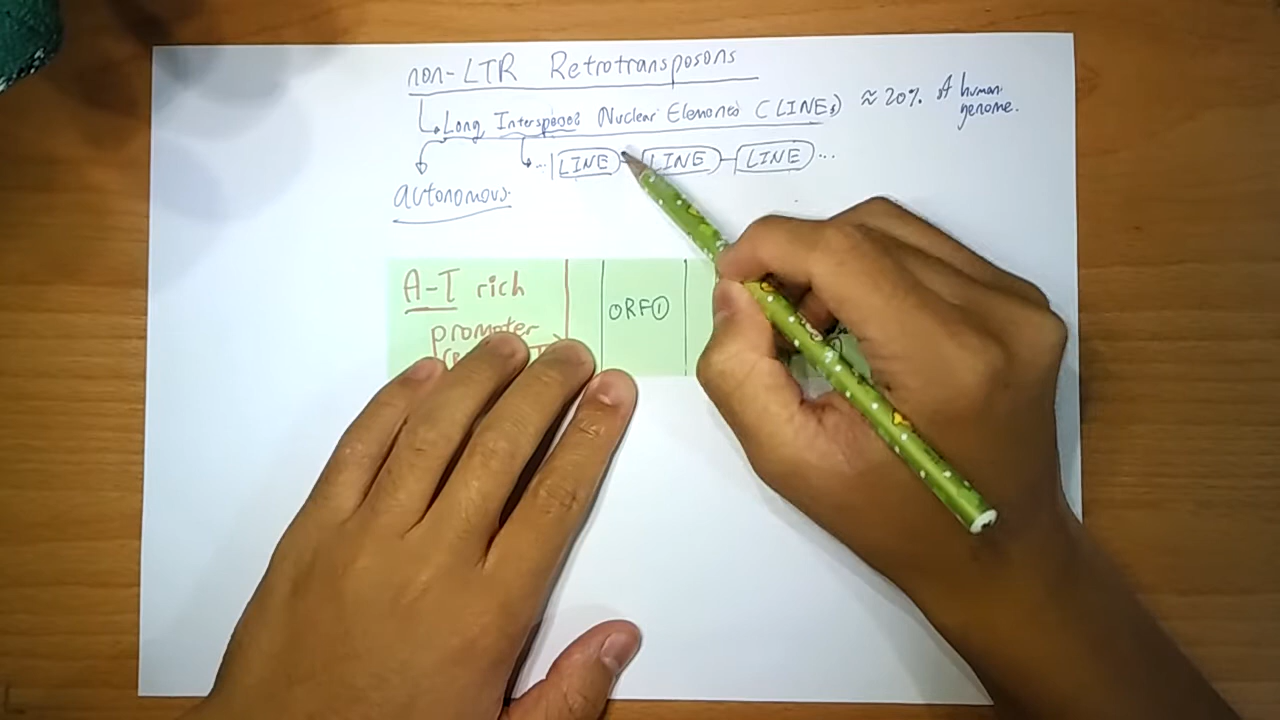 non-LTR Retrotransposons
Long Interspersed Nuclear Elements (LINEs) ≈ 20% of human genome.
... LINE LINE LINE ...
autonomous.
A-T rich
promoter
ORF①